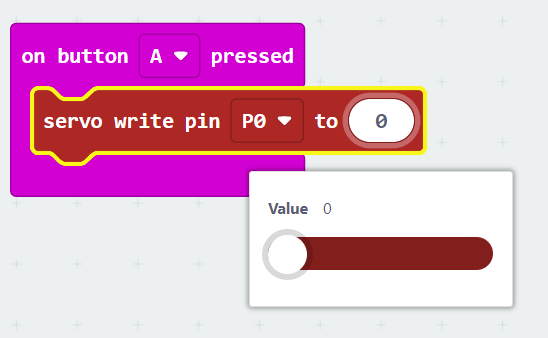 on button A pressed
servo write pin P0 to 0
Value 0